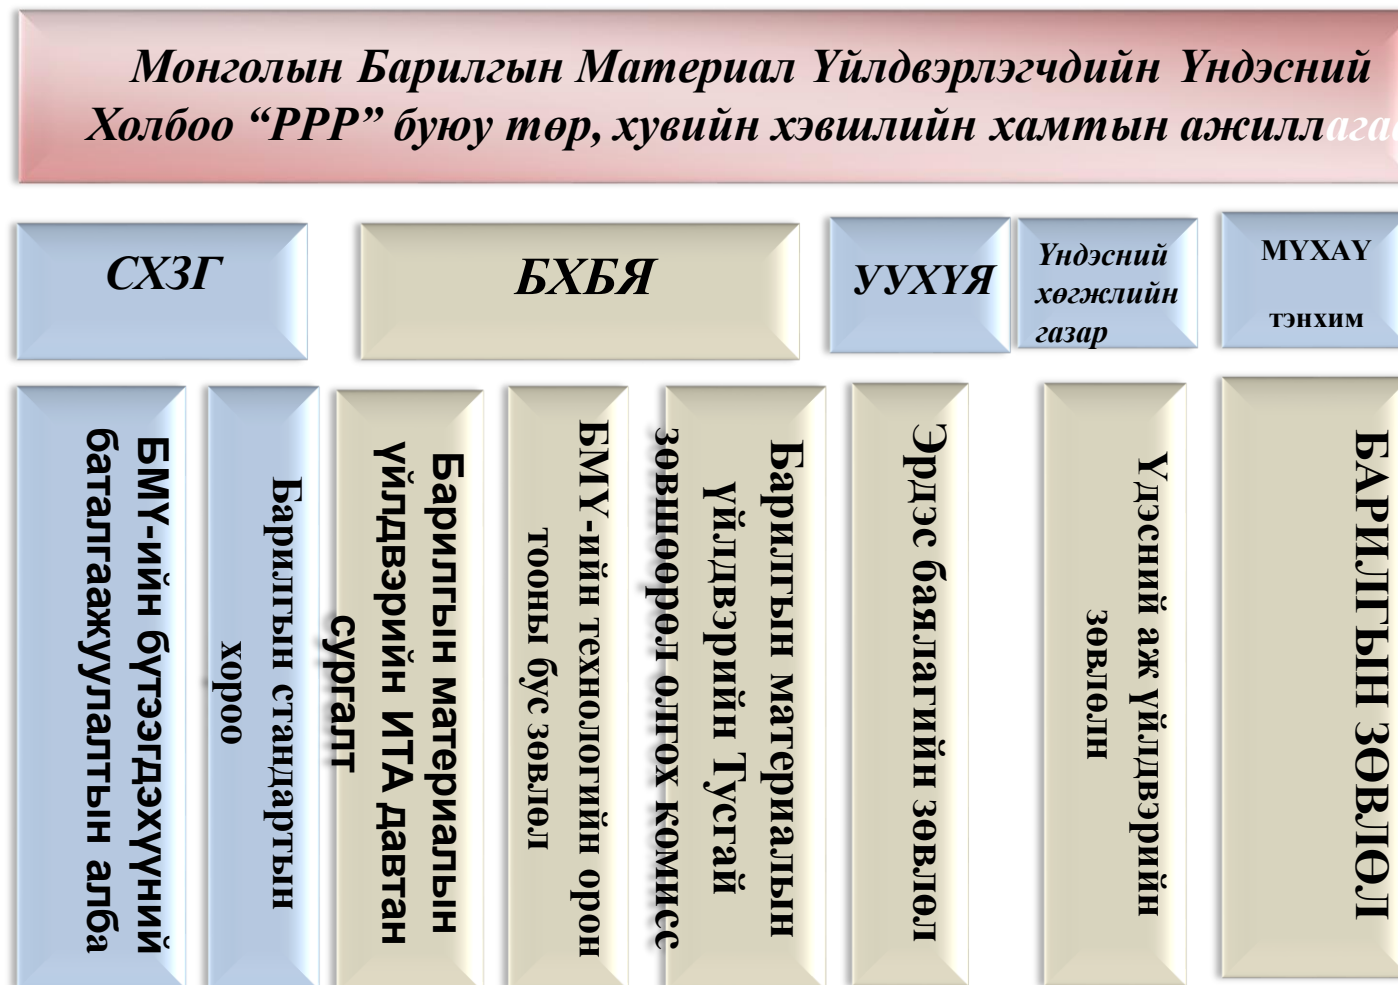 Монголын Барилгын Материал Үйлдвэрлэгчдийн Үндэсний
Холбоо “PPP” буюу төр, хувийн хэвшлийн хамтын ажиллагаа
СХЗГ
БХБЯ
УУХҮЯ
Үндэсний
хөгжлийн
газар
МҮХАҮ
тэнхим
БМҮ-ийн бүтээгдэхүүний
баталгаажуулалтын алба
Барилгын стандартын
хороо
Барилгын материалын
үйлдвэрийн ИТА давтан
сургалт
БМҮ-ийн технологийн орон
тооны бус зөвлөл
Барилгын материалын
үйлдвэрийн Тусгай
зөвшөөрөл олгох комисс
Эрдэс баялагийн зөвлөл
Үдэсний аж үйлдвэрийн
зөвлөлн
БАРИЛГЫН ЗӨВЛӨЛ